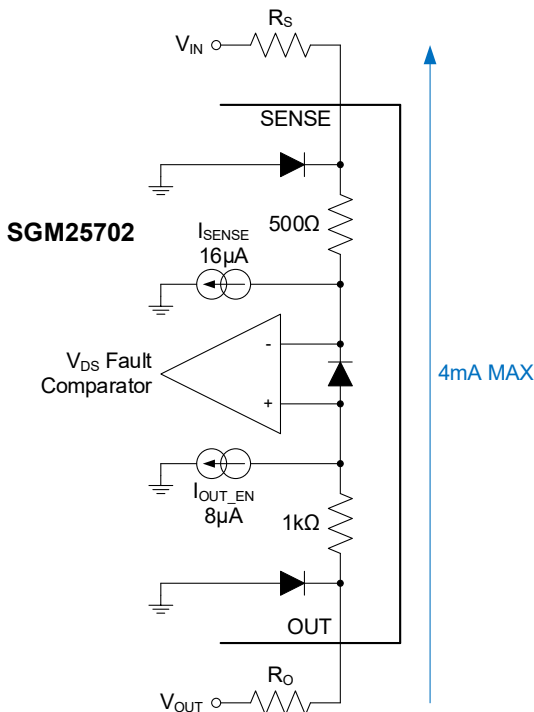 RS
VIN
SENSE
SGM25702
500Ω
ISENSE
16μA
VDS Fault
Comparator
-
+
4mA MAX
IOUT_EN
8μA
1kΩ
OUT
RO
VOUT